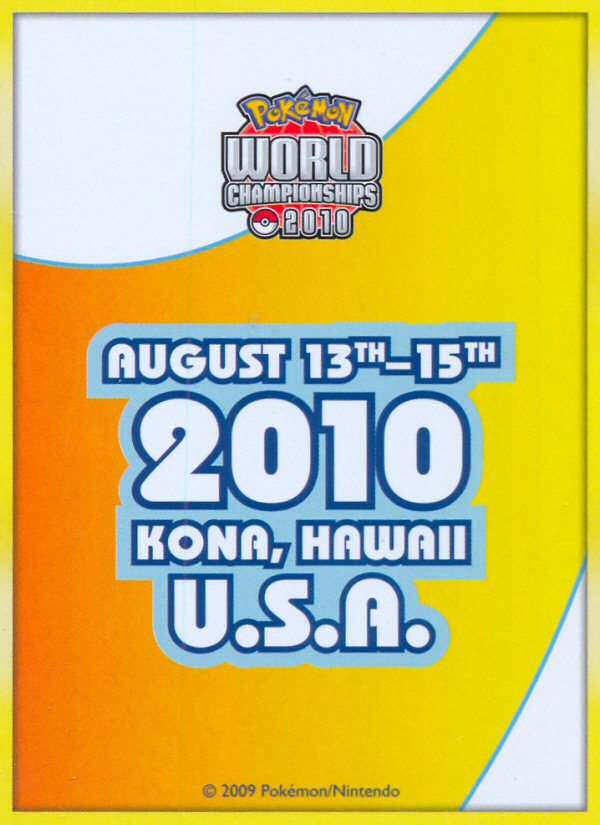 POKéMON
WORLD
CHAMPIONSHIPS
2010
AUGUST 13TH–15TH
2010
KONA, HAWAII
U.S.A.
© 2009 Pokémon/Nintendo